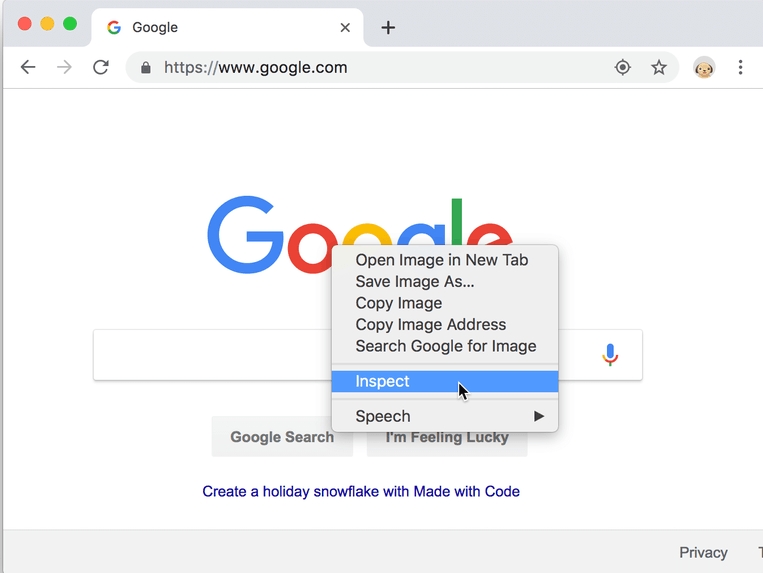 Google
https://www.google.com
Google
Open Image in New Tab
Save Image As...
Copy Image
Copy Image Address
Search Google for Image
Inspect
Speech
Google Search
I'm Feeling Lucky
Create a holiday snowflake with Made with Code
Privacy